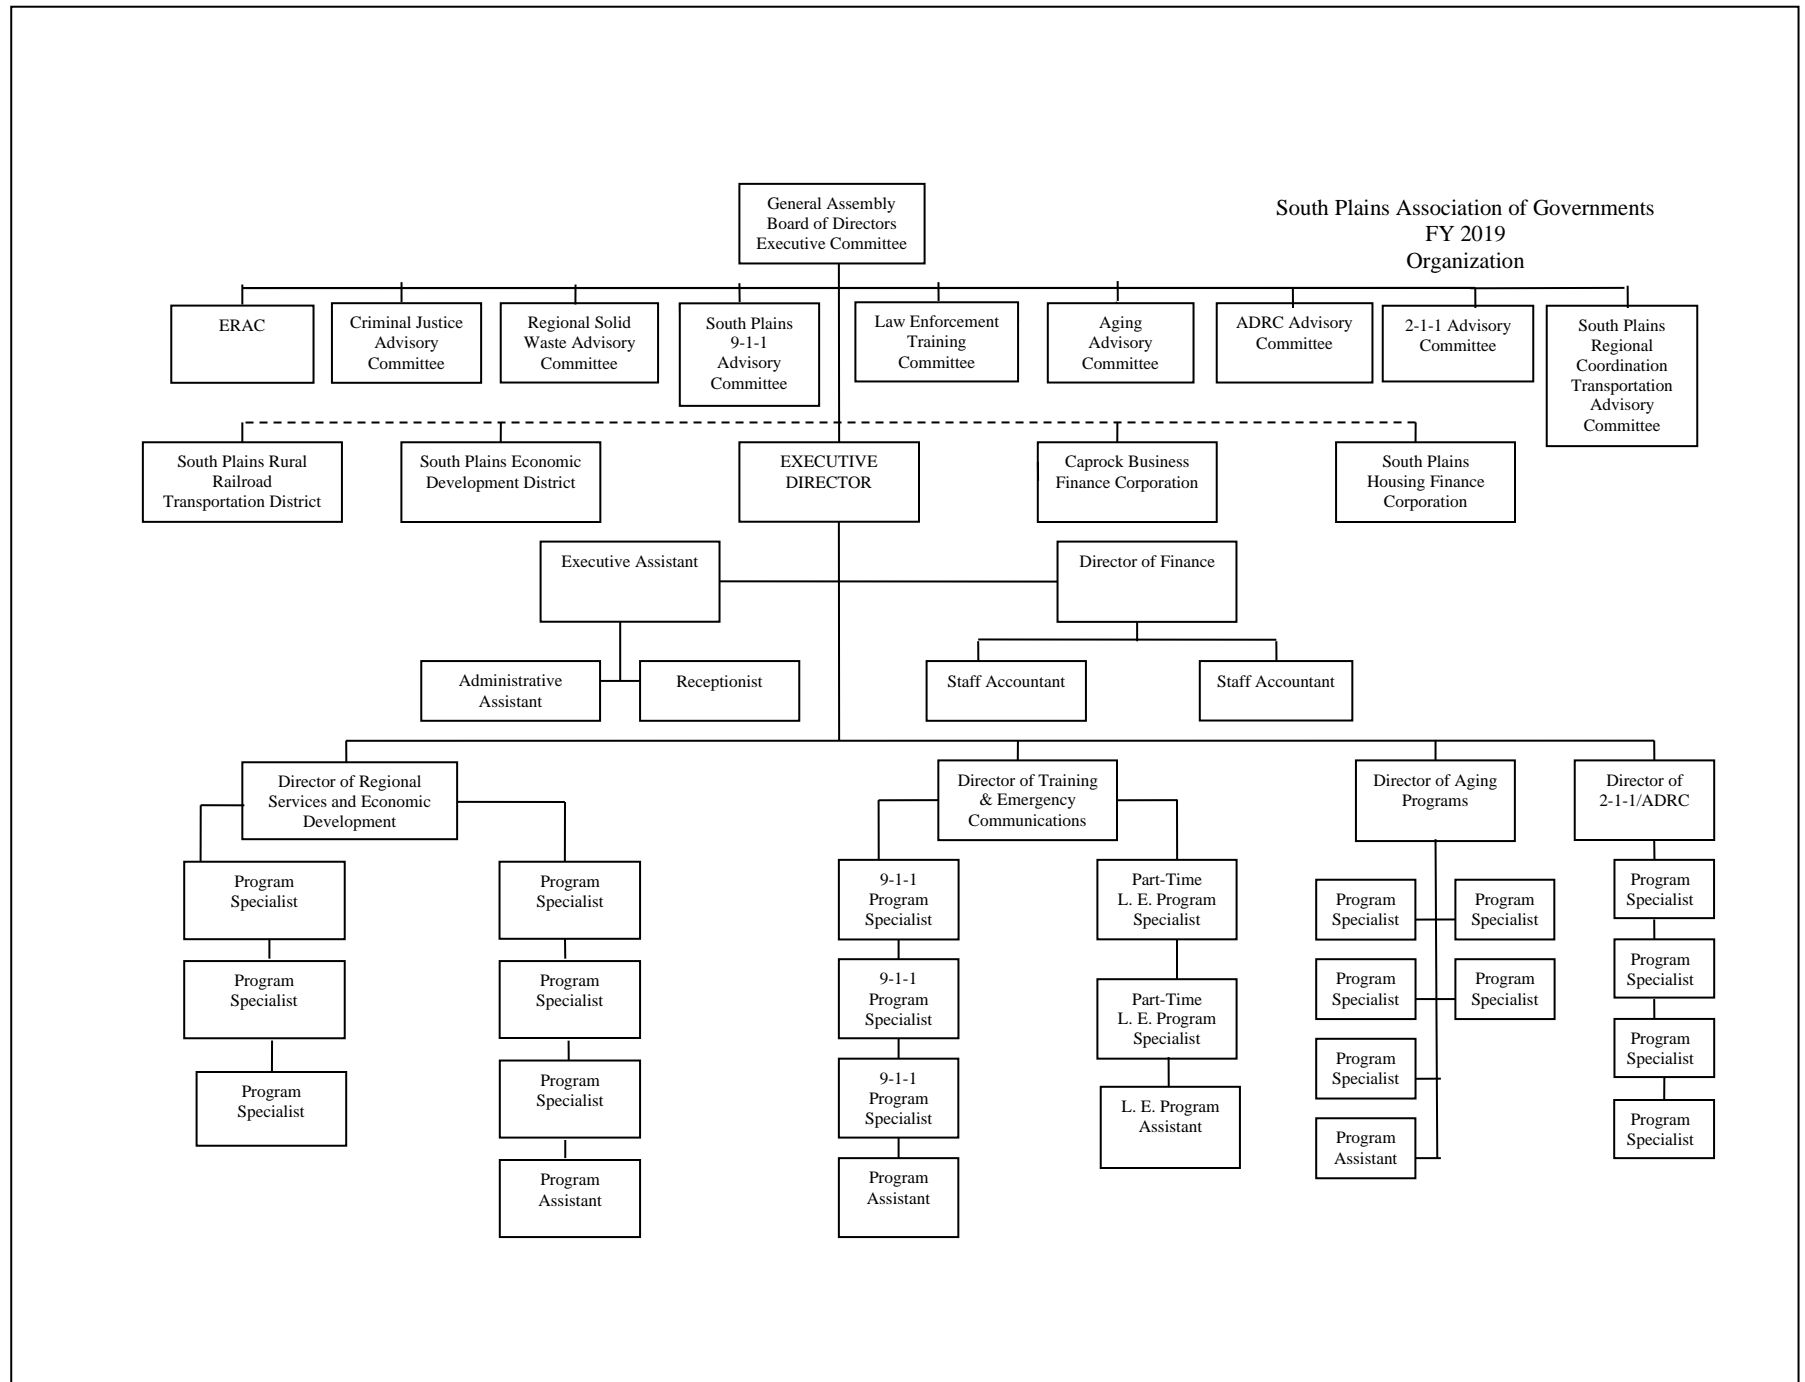 General Assembly
Board of Directors
Executive Committee
South Plains Association of Governments
FY 2019
Organization
ERAC
Criminal Justice
Advisory
Committee
Regional Solid
Waste Advisory
Committee
South Plains
9-1-1
Advisory
Committee
Law Enforcement
Training
Committee
Aging
Advisory
Committee
ADRC Advisory
Committee
2-1-1 Advisory
Committee
South Plains
Regional
Coordination
Transportation
Advisory
Committee
South Plains Rural
Railroad
Transportation District
South Plains Economic
Development District
EXECUTIVE
DIRECTOR
Caprock Business
Finance Corporation
South Plains
Housing Finance
Corporation
Executive Assistant
Director of Finance
Administrative
Assistant
Receptionist
Staff Accountant
Staff Accountant
Director of Regional
Services and Economic
Development
Director of Training
& Emergency
Communications
Director of Aging
Programs
Director of
2-1-1/ADRC
Program
Specialist
Program
Specialist
Program
Specialist
Program
Specialist
Program
Specialist
Program
Specialist
Program
Assistant
9-1-1
Program
Specialist
9-1-1
Program
Specialist
9-1-1
Program
Specialist
Program
Assistant
Part-Time
L. E. Program
Specialist
Part-Time
L. E. Program
Specialist
L. E. Program
Assistant
Program
Specialist
Program
Specialist
Program
Specialist
Program
Specialist
Program
Specialist
Program
Assistant
Program
Specialist
Program
Specialist
Program
Specialist
Program
Specialist